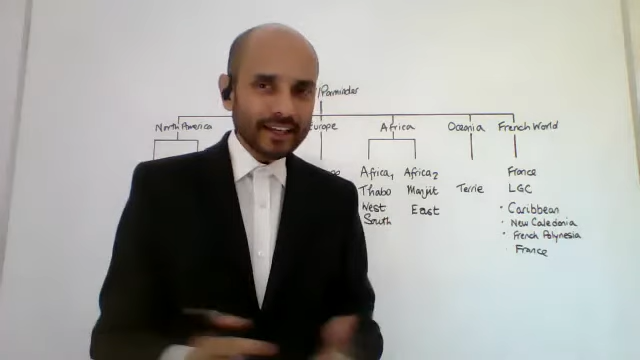 /Parminder
North America
Europe
Africa
Oceania
French World
Africa1
Africa2
France
Thabo
Manjit
Terrie
LGC
West
East
• Caribbean
South
• New Caledonia
• French Polynesia
France